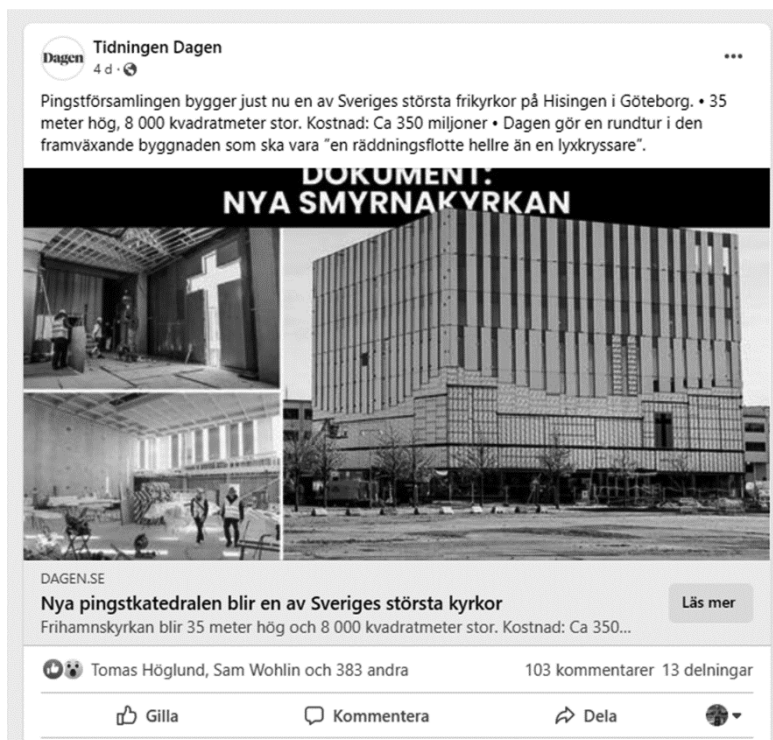 Dagen
Tidningen Dagen
4 d
Pingstförsamlingen bygger just nu en av Sveriges största frikyrkor på Hisingen i Göteborg. • 35
meter hög, 8 000 kvadratmeter stor. Kostnad: Ca 350 miljoner • Dagen gör en rundtur i den
framväxande byggnaden som ska vara ”en räddningsflotte hellre än en lyxkryssare”.
DOKUMENT:
NYA SMYRNAKYRKAN
DAGEN.SE
Nya pingstkatedralen blir en av Sveriges största kyrkor
Läs mer
Frihamnskyrkan blir 35 meter hög och 8 000 kvadratmeter stor. Kostnad: Ca 350...
Tomas Höglund, Sam Wohlin och 383 andra
103 kommentarer 13 delningar
Gilla
Kommentera
Dela